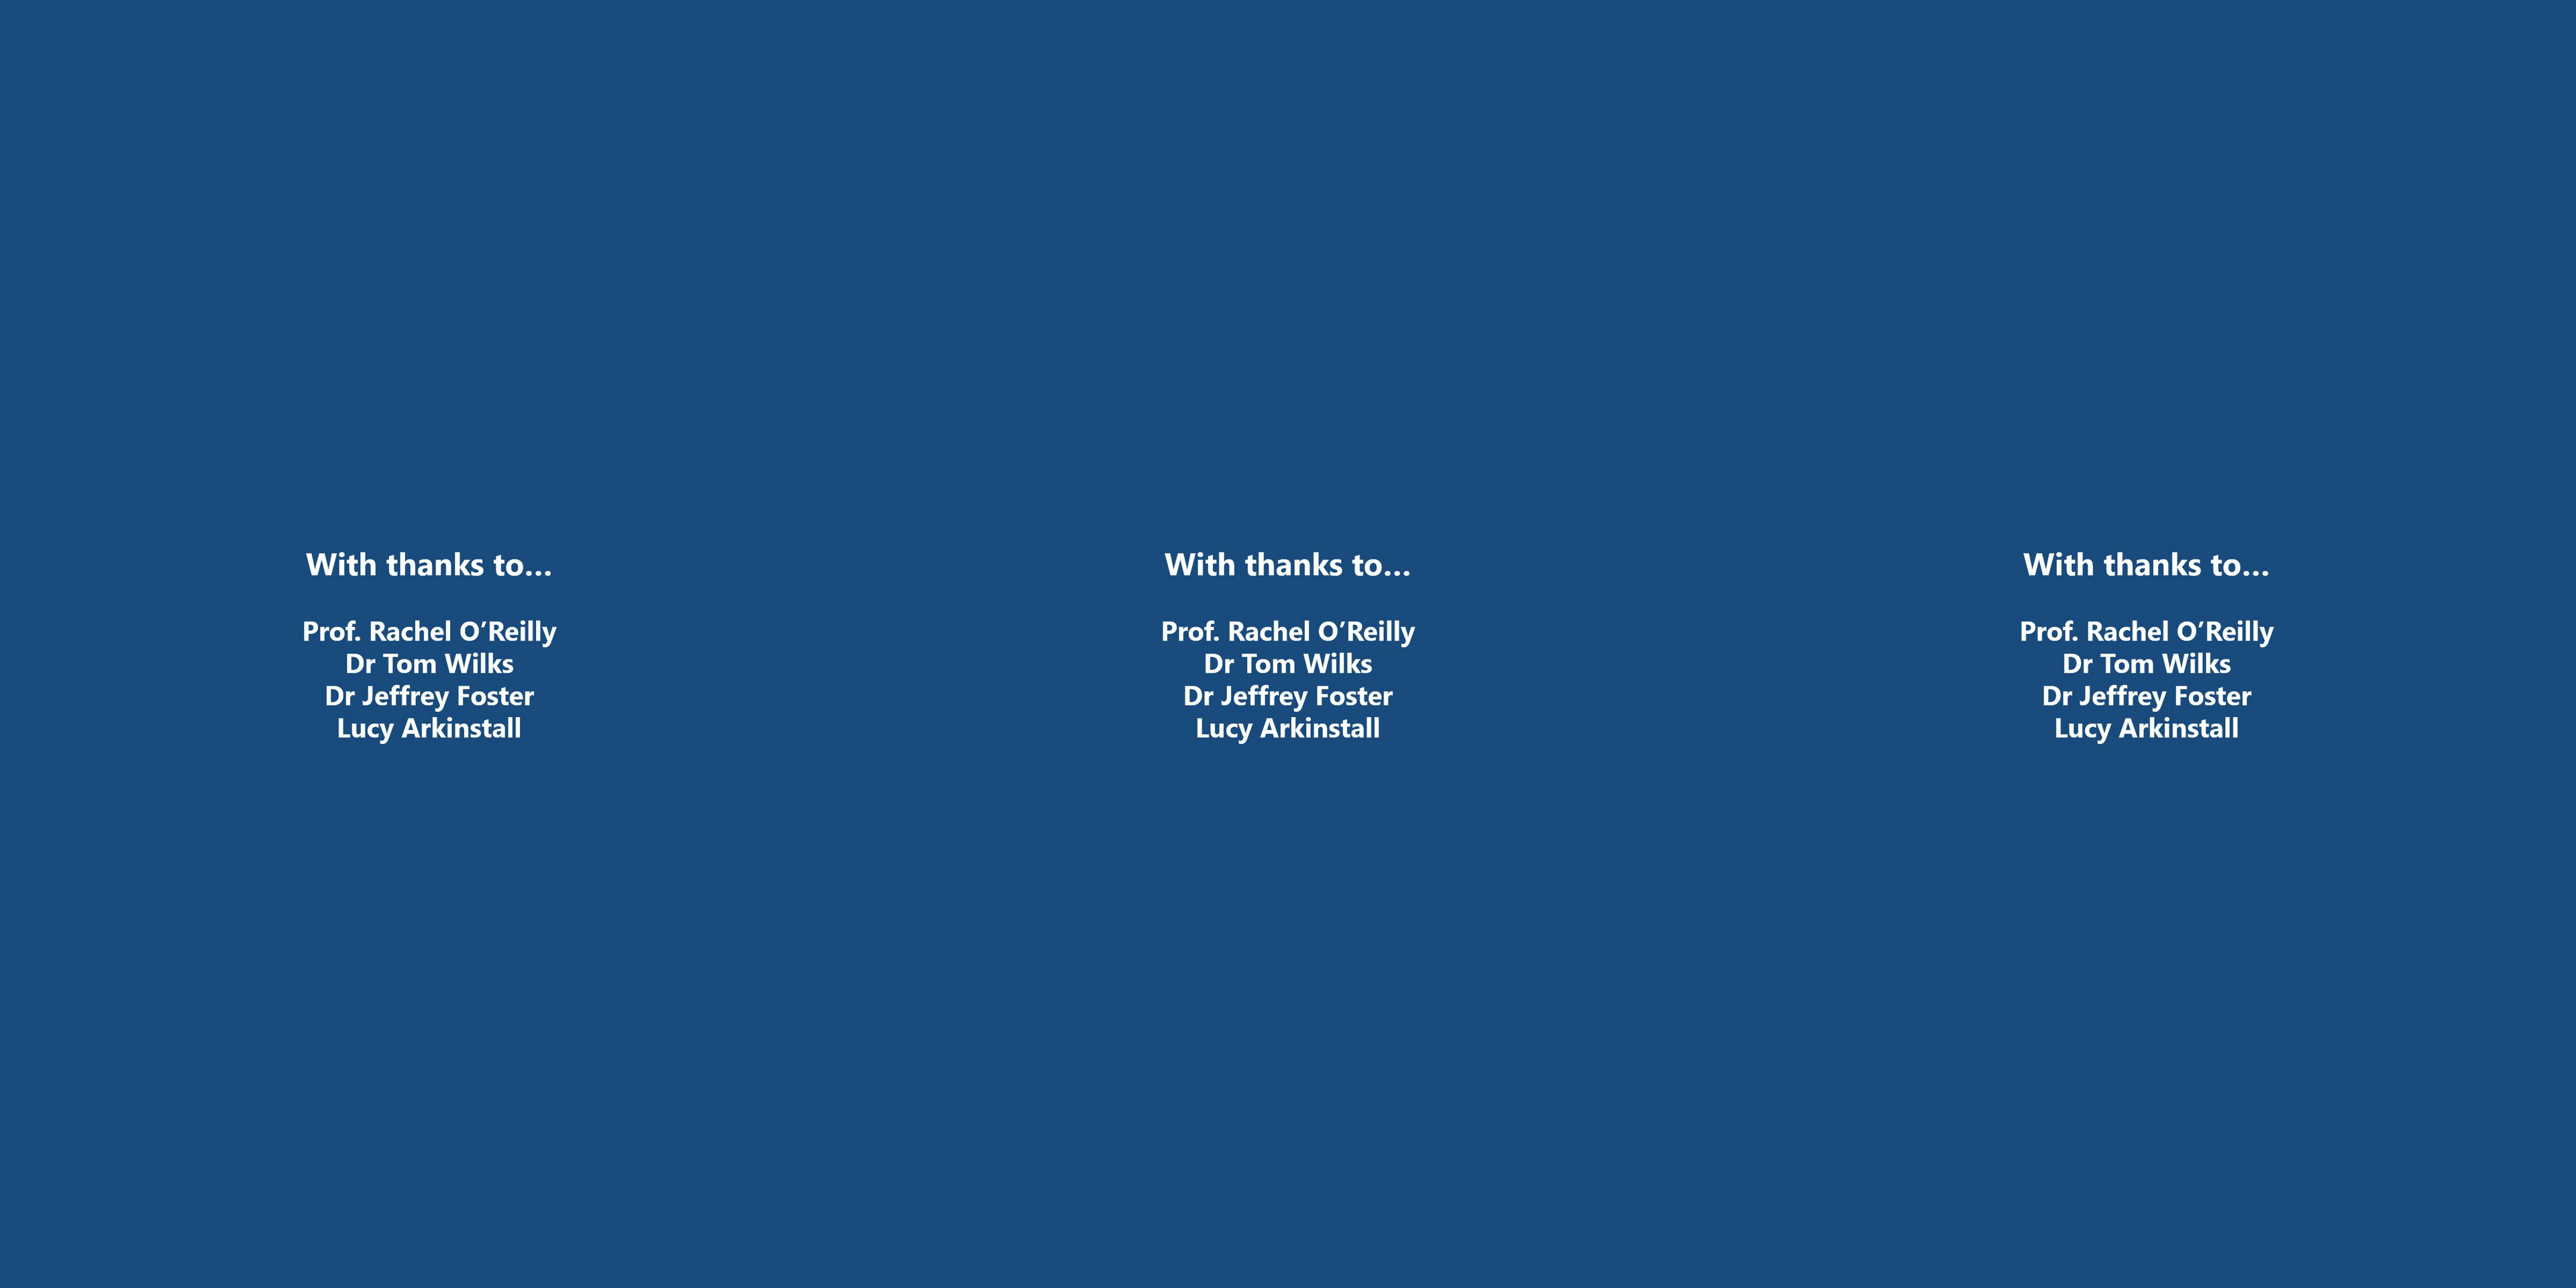 With thanks to...
Prof. Rachel O’Reilly
Dr Tom Wilks
Dr Jeffrey Foster
Lucy Arkinstall
With thanks to...
Prof. Rachel O’Reilly
Dr Tom Wilks
Dr Jeffrey Foster
Lucy Arkinstall
With thanks to...
Prof. Rachel O’Reilly
Dr Tom Wilks
Dr Jeffrey Foster
Lucy Arkinstall